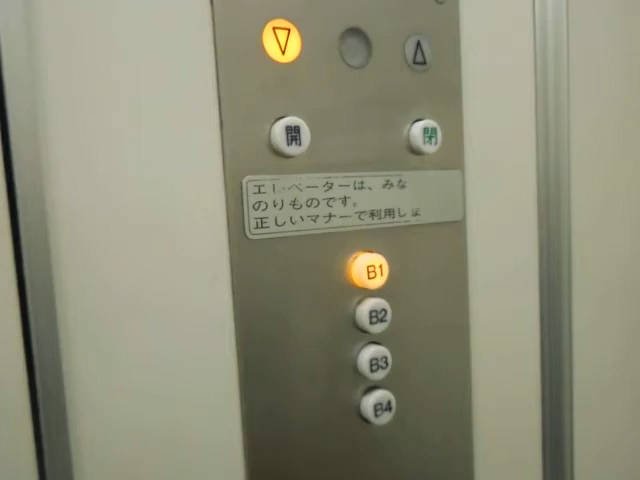 開 閉
エレベーターは、みな
のりものです。
正しいマナーで利用し
B1
B2
B3
B4